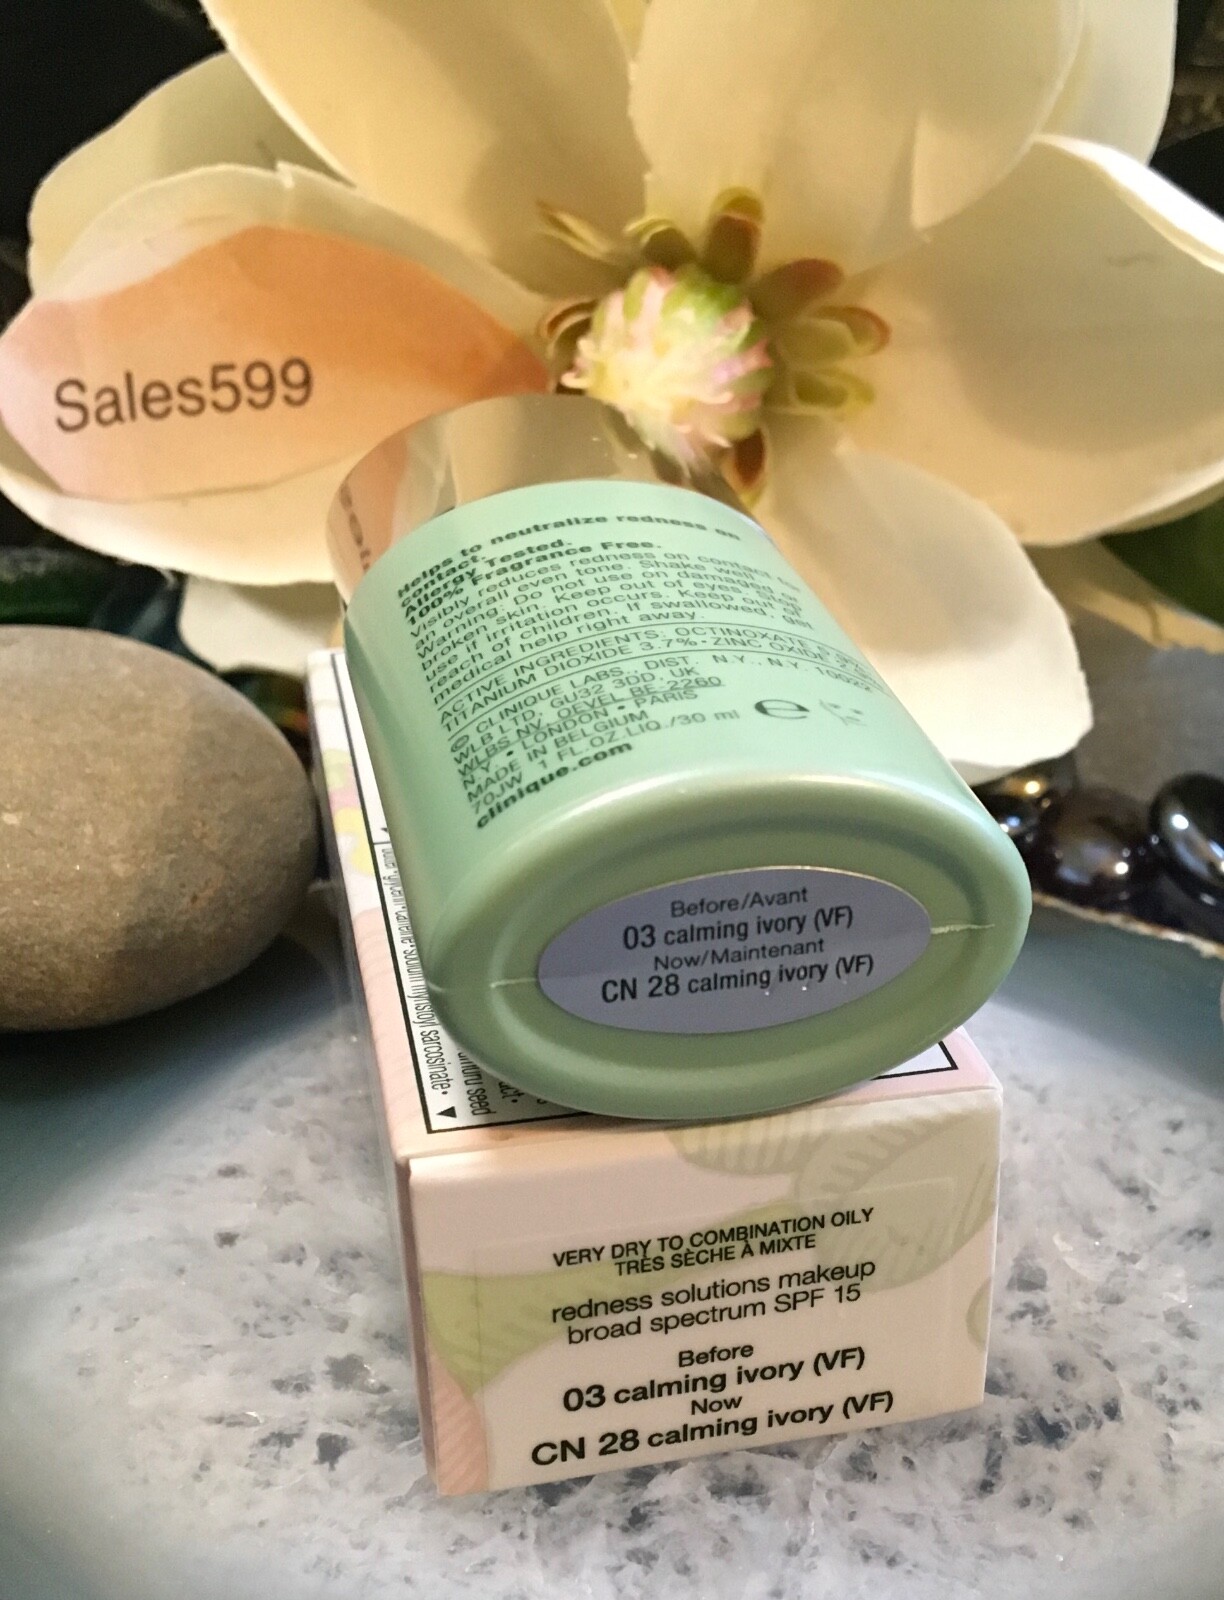 Sales599
Helps to neutralize redness on
contact.
Allergy Tested.
100% Fragrance Free.
Visibly reduces redness on contact for
an overall even tone. Shake well.
Warning: Do not use on damaged or
broken skin. Keep out of eyes. Stop
use if irritation occurs. Keep out of
reach of children. If swallowed, get
medical help right away.
ACTIVE INGREDIENTS: OCTINOXATE
TITANIUM DIOXIDE 3.7% • ZINC OXIDE
© CLINIQUE LABS., DIST. N.Y., N.Y. 10022
WLB LTD, GU32 3DD, UK
WLBS NV, OEVEL BE-2260
N.Y. • LONDON • PARIS
MADE IN BELGIUM
70JW 1 FL.OZ.LIQ./30 ml e
clinique.com
Before/Avant
03 calming ivory (VF)
Now/Maintenant
CN 28 calming ivory (VF)
sarcosinate •
seed
VERY DRY TO COMBINATION OILY
TRÈS SÈCHE À MIXTE
redness solutions makeup
broad spectrum SPF 15
Before
03 calming ivory (VF)
Now
CN 28 calming ivory (VF)